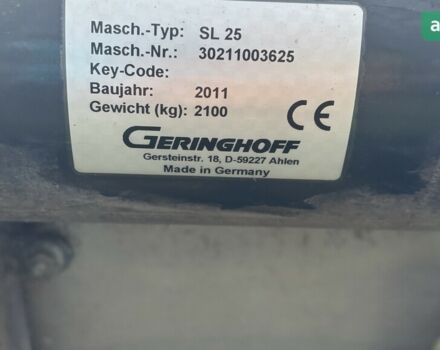 Masch.-Typ: SL 25
Masch.-Nr.: 30211003625
Key-Code:
Baujahr: 2011
Gewicht (kg): 2100
CE
GERINGHOFF
Gersteinstr. 18, D-59227 Ahlen
Made in Germany